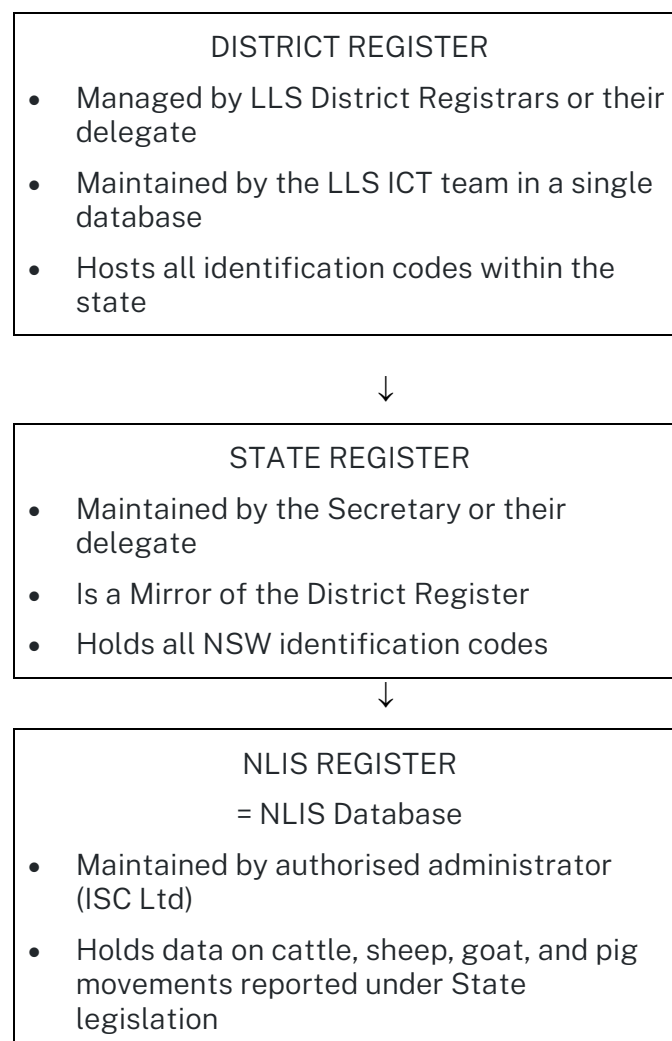 DISTRICT REGISTER
• Managed by LLS District Registrars or their
delegate
• Maintained by the LLS ICT team in a single
database
• Hosts all identification codes within the
state
↓
STATE REGISTER
• Maintained by the Secretary or their
delegate
• Is a Mirror of the District Register
• Holds all NSW identification codes
↓
NLIS REGISTER
= NLIS Database
• Maintained by authorised administrator
(ISC Ltd)
• Holds data on cattle, sheep, goat, and pig
movements reported under State
legislation